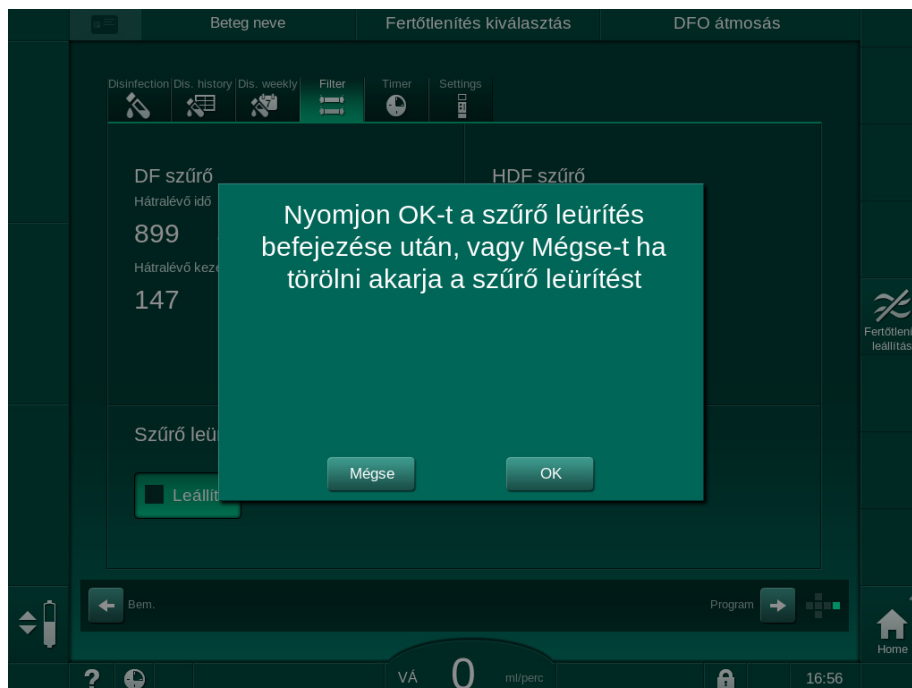 Beteg neve
Fertőtlenítés kiválasztás
DFO átmosás
Disinfection
Dis. history
Dis. weekly
Filter
Timer
Settings
DF szűrő
HDF szűrő
Hátralévő idő
899
Hátralévő keze
147
Nyomjon OK-t a szűrő leürítés
befejezése után, vagy Mégse-t ha
törölni akarja a szűrő leürítést
Mégse
OK
Szűrő leür
Leállít
Fertőtleni
leállítás
Bem.
Program
Home
?
VÁ
0
ml/perc
16:56